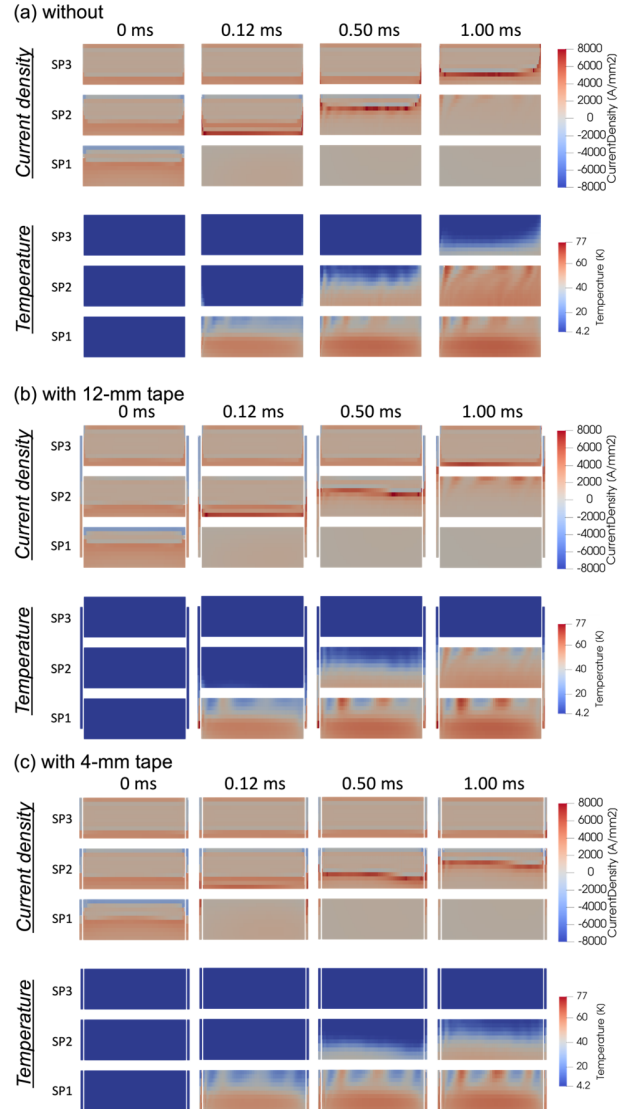 (a) without
0 ms 0.12 ms 0.50 ms 1.00 ms
Current density
SP3
SP2
SP1
8000
6000
4000
2000
0
-2000
-4000
-6000
-8000
CurrentDensity (A/mm2)
Temperature
SP3
SP2
SP1
77
60
40
20
4.2
Temperature (K)
(b) with 12-mm tape
0 ms 0.12 ms 0.50 ms 1.00 ms
Current density
SP3
SP2
SP1
8000
6000
4000
2000
0
-2000
-4000
-6000
-8000
CurrentDensity (A/mm2)
Temperature
SP3
SP2
SP1
77
60
40
20
4.2
Temperature (K)
(c) with 4-mm tape
0 ms 0.12 ms 0.50 ms 1.00 ms
Current density
SP3
SP2
SP1
8000
6000
4000
2000
0
-2000
-4000
-6000
-8000
CurrentDensity (A/mm2)
Temperature
SP3
SP2
SP1
77
60
40
20
4.2
Temperature (K)